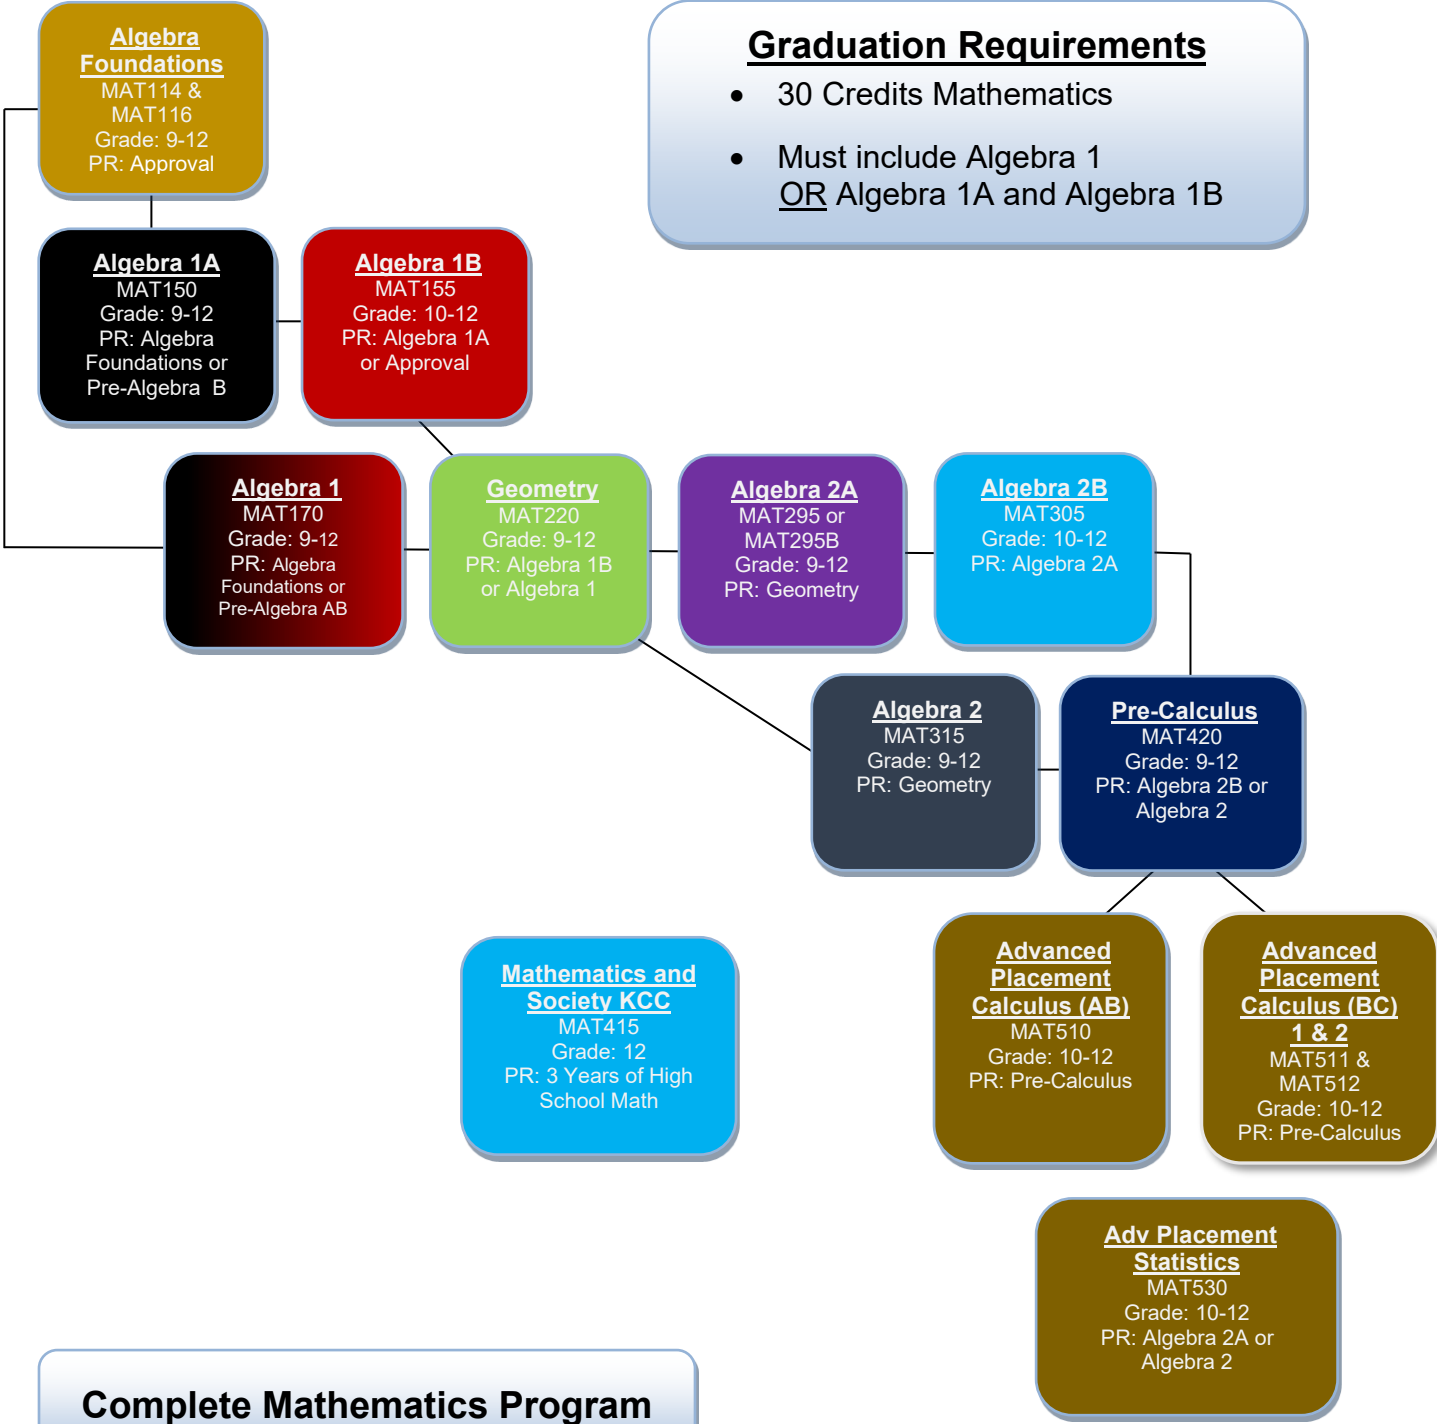 Algebra
Foundations
MAT114 &
MAT116
Grade: 9-12
PR: Approval
Graduation Requirements
• 30 Credits Mathematics
• Must include Algebra 1
OR Algebra 1A and Algebra 1B
Algebra 1A
MAT150
Grade: 9-12
PR: Algebra
Foundations or
Pre-Algebra B
Algebra 1B
MAT155
Grade: 10-12
PR: Algebra 1A
or Approval
Algebra 1
MAT170
Grade: 9-12
PR: Algebra
Foundations or
Pre-Algebra AB
Geometry
MAT220
Grade: 9-12
PR: Algebra 1B
or Algebra 1
Algebra 2A
MAT295 or
MAT295B
Grade: 9-12
PR: Geometry
Algebra 2B
MAT305
Grade: 10-12
PR: Algebra 2A
Algebra 2
MAT315
Grade: 9-12
PR: Geometry
Pre-Calculus
MAT420
Grade: 9-12
PR: Algebra 2B or
Algebra 2
Mathematics and
Society KCC
MAT415
Grade: 12
PR: 3 Years of High
School Math
Advanced
Placement
Calculus (AB)
MAT510
Grade: 10-12
PR: Pre-Calculus
Advanced
Placement
Calculus (BC)
1 & 2
MAT511 &
MAT512
Grade: 10-12
PR: Pre-Calculus
Adv Placement
Statistics
MAT530
Grade: 10-12
PR: Algebra 2A or
Algebra 2
Complete Mathematics Program